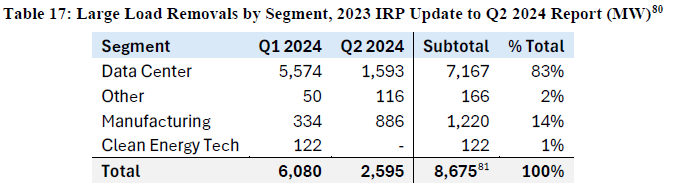 Table 17: Large Load Removals by Segment, 2023 IRP Update to Q2 2024 Report (MW)80
Segment Q1 2024 Q2 2024 Subtotal % Total
Data Center 5,574 1,593 7,167 83%
Other 50 116 166 2%
Manufacturing 334 886 1,220 14%
Clean Energy Tech 122 - 122 1%
Total 6,080 2,595 8,67581 100%